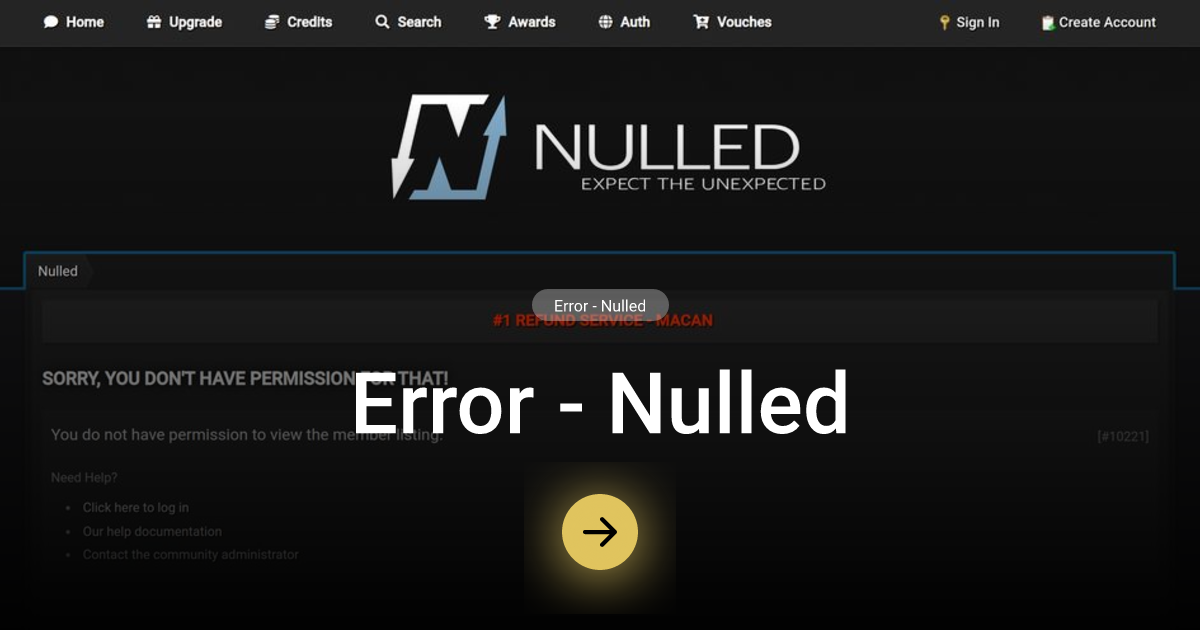 Home Upgrade Credits Search Awards Auth Vouches Sign In Create Account
NULLED
EXPECT THE UNEXPECTED
Nulled
Error - Nulled
#1 REFUND SERVICE - MACAN
SORRY, YOU DON'T HAVE PERMISSION FOR THAT!
Error - Nulled
You do not have permission to view the member listing. [#10221]
Need Help?
Click here to log in
Our help documentation
Contact the community administrator